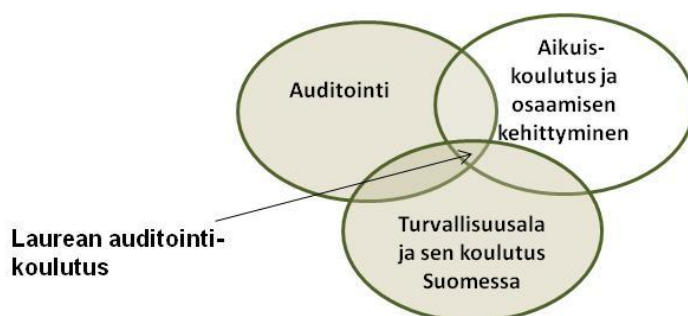 Auditointi
Aikuis-
koulutus ja
osaamisen
kehittyminen
Laurean auditointi-
koulutus
Turvallisuusala
ja sen koulutus
Suomessa